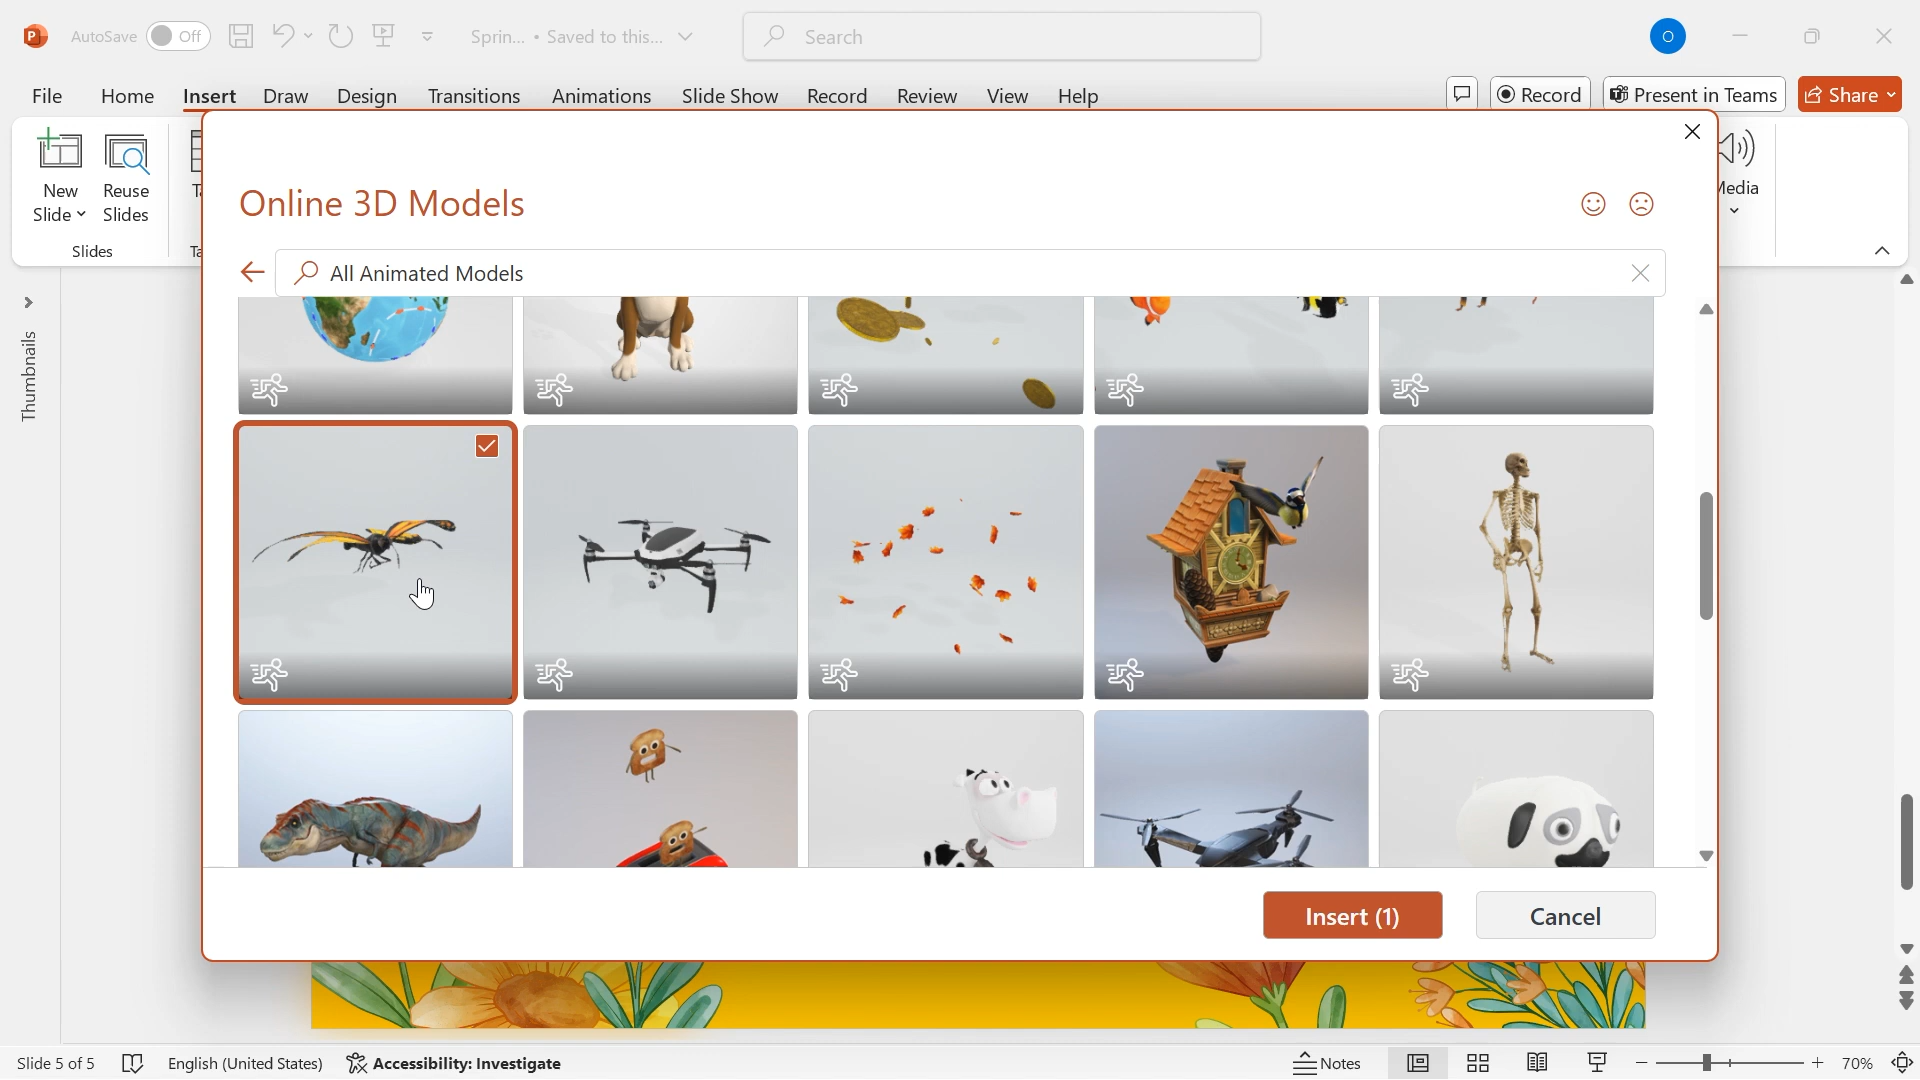 AutoSave Off Sprin... • Saved to this... Search O
File Home Insert Draw Design Transitions Animations Slide Show Record Review View Help Record Present in Teams Share
New Slide
Reuse Slides
Slides
Online 3D Models
All Animated Models
Thumbnails
Insert (1) Cancel
Slide 5 of 5 English (United States) Accessibility: Investigate Notes 70%